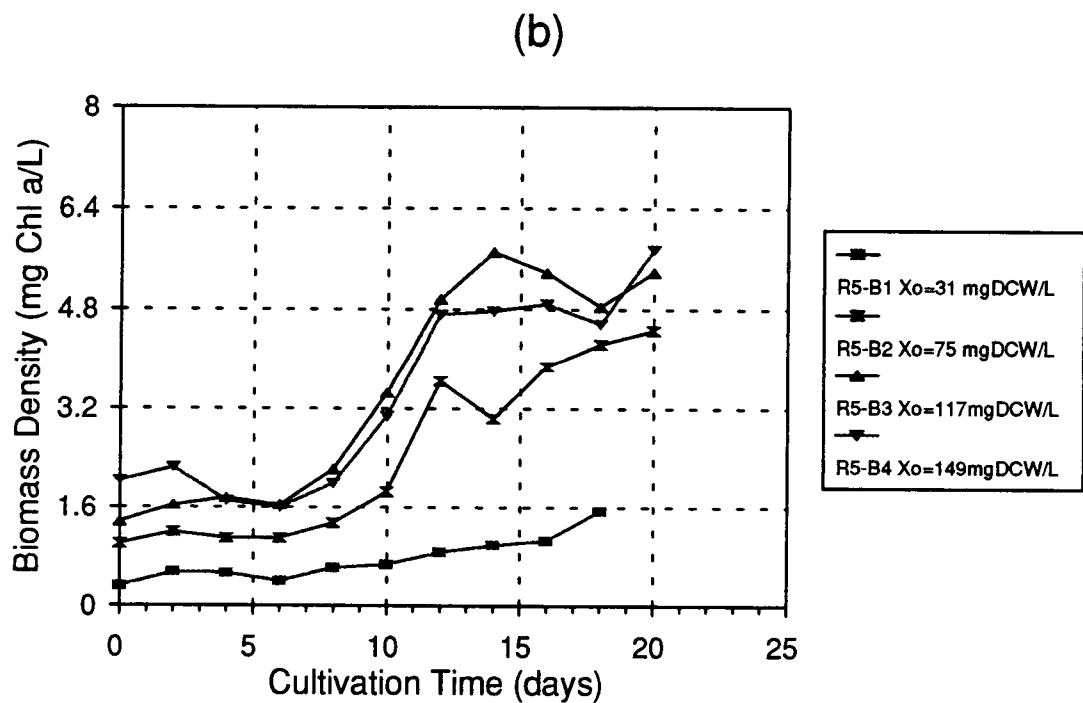 (b)
Biomass Density (mg Chl a/L)
8
6.4
4.8
3.2
1.6
0
0
5
10
15
20
25
Cultivation Time (days)
R5-B1 Xo=31 mgDCW/L
R5-B2 Xo=75 mgDCW/L
R5-B3 Xo=117mgDCW/L
R5-B4 Xo=149mgDCW/L